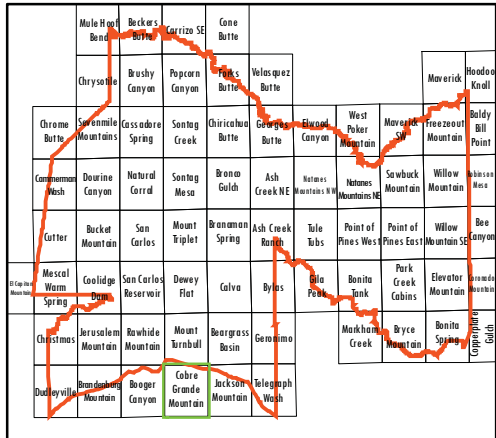 Mule Hoof
Bend
Beckers
Butte
Carrizo SE
Cone
Butte
Chrysotile
Brushy
Canyon
Popcorn
Canyon
Forks
Butte
Velasquez
Butte
Maverick
Hoodoo
Knoll
Chrome
Butte
Sevenmile
Mountains
Cassadore
Spring
Sontag
Creek
Chiricahua
Butte
Georges
Butte
Elwood
Canyon
West
Poker
Mountain
Maverick
SW
Freezeout
Mountain
Baldy
Bill
Point
Cammerman
Wash
Dourine
Canyon
Natural
Corral
Sontag
Mesa
Bronco
Gulch
Ash
Creek NE
Natanes
Mountains NW
Natanes
Mountains NE
Sawbuck
Mountain
Willow
Mountain
Robinson
Mesa
Cutter
Bucket
Mountain
San
Carlos
Mount
Triplet
Branaman
Spring
Ash Creek
Ranch
Tule
Tubs
Point of
Pines West
Point of
Pines East
Willow
Mountain SE
Bee
Canyon
El Capitan
Mountain
Mescal
Warm
Spring
Coolidge
Dam
San Carlos
Reservoir
Dewey
Flat
Calva
Bylas
Gila
Peak
Bonita
Tank
Park
Creek
Cabins
Elevator
Mountain
Coronado
Mountain
Christmas
Jerusalem
Mountain
Rawhide
Mountain
Mount
Turnbull
Beargrass
Basin
Geronimo
Markham
Creek
Bryce
Mountain
Bonita
Spring
Copperplate
Gulch
Dudleyville
Brandenburg
Mountain
Booger
Canyon
Cobre
Grande
Mountain
Jackson
Mountain
Telegraph
Wash